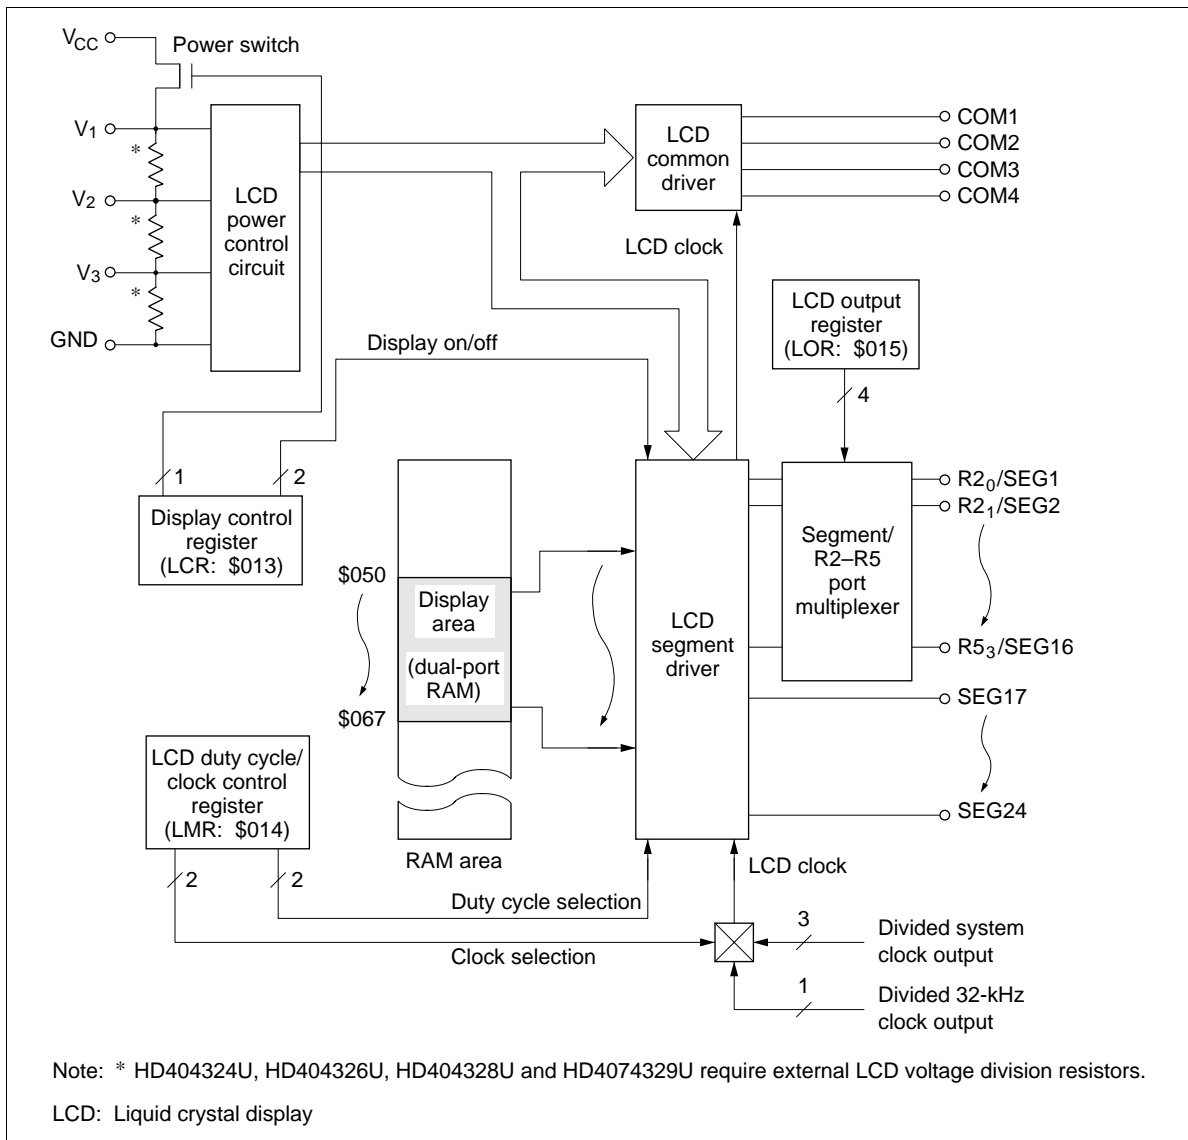 VCC
Power switch
V1
*
V2
*
V3
*
GND
LCD
power
control
circuit
LCD
common
driver
COM1
COM2
COM3
COM4
LCD clock
LCD output
register
(LOR: $015)
4
Display on/off
1
2
Display control
register
(LCR: $013)
$050
$067
Display
area
(dual-port
RAM)
RAM area
LCD
segment
driver
Segment/
R2–R5
port
multiplexer
R20/SEG1
R21/SEG2
R53/SEG16
SEG17
SEG24
LCD duty cycle/
clock control
register
(LMR: $014)
2
2
Duty cycle selection
Clock selection
LCD clock
3
Divided system
clock output
1
Divided 32-kHz
clock output
Note: * HD404324U, HD404326U, HD404328U and HD4074329U require external LCD voltage division resistors.
LCD: Liquid crystal display